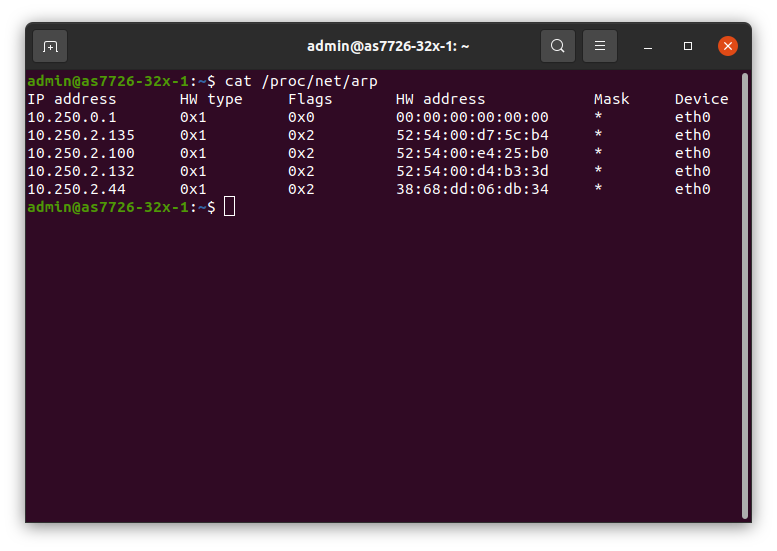 admin@as7726-32x-1: ~
admin@as7726-32x-1:~$ cat /proc/net/arp
IP address       HW type     Flags       HW address            Mask     Device
10.250.0.1       0x1         0x0         00:00:00:00:00:00     *        eth0
10.250.2.135     0x1         0x2         52:54:00:d7:5c:b4     *        eth0
10.250.2.100     0x1         0x2         52:54:00:e4:25:b0     *        eth0
10.250.2.132     0x1         0x2         52:54:00:d4:b3:3d     *        eth0
10.250.2.44      0x1         0x2         38:68:dd:06:db:34     *        eth0
admin@as7726-32x-1:~$